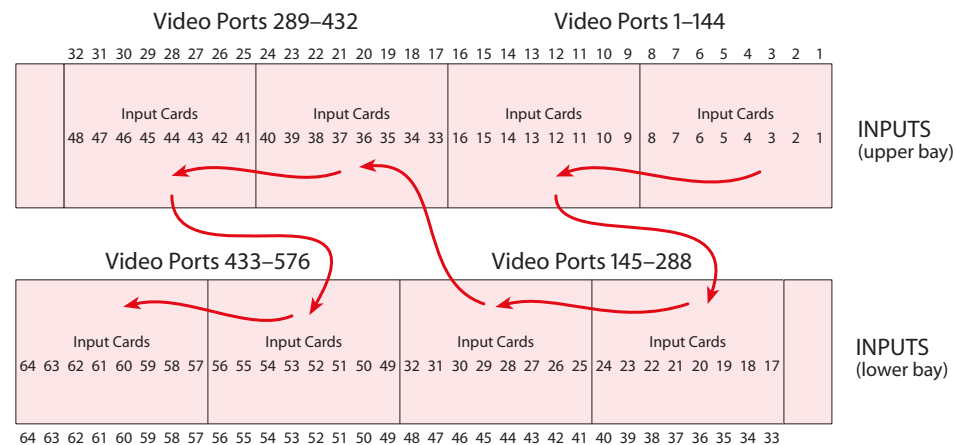 Video Ports 289–432 Video Ports 1–144
32 31 30 29 28 27 26 25 24 23 22 21 20 19 18 17 16 15 14 13 12 11 10 9 8 7 6 5 4 3 2 1
Input Cards Input Cards Input Cards Input Cards
48 47 46 45 44 43 42 41 40 39 38 37 36 35 34 33 16 15 14 13 12 11 10 9 8 7 6 5 4 3 2 1
INPUTS
(upper bay)
Video Ports 433–576 Video Ports 145–288
Input Cards Input Cards Input Cards Input Cards
64 63 62 61 60 59 58 57 56 55 54 53 52 51 50 49 32 31 30 29 28 27 26 25 24 23 22 21 20 19 18 17
INPUTS
(lower bay)
64 63 62 61 60 59 58 57 56 55 54 53 52 51 50 49 48 47 46 45 44 43 42 41 40 39 38 37 36 35 34 33